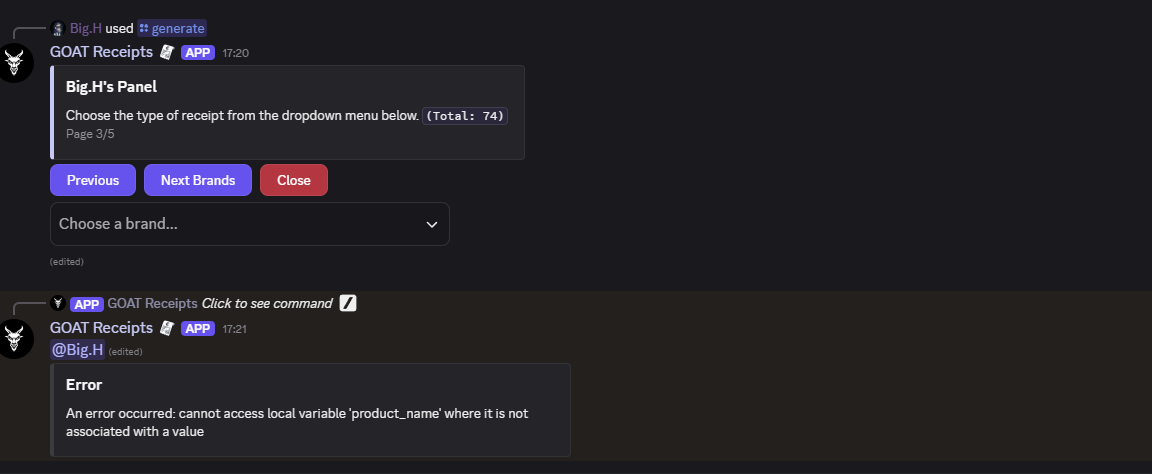 Big.H used generate
GOAT Receipts APP 17:20
Big.H's Panel
Choose the type of receipt from the dropdown menu below. (Total: 74)
Page 3/5
Previous Next Brands Close
Choose a brand...
(edited)
APP GOAT Receipts Click to see command
GOAT Receipts APP 17:21
@Big.H (edited)
Error
An error occurred: cannot access local variable 'product_name' where it is not
associated with a value